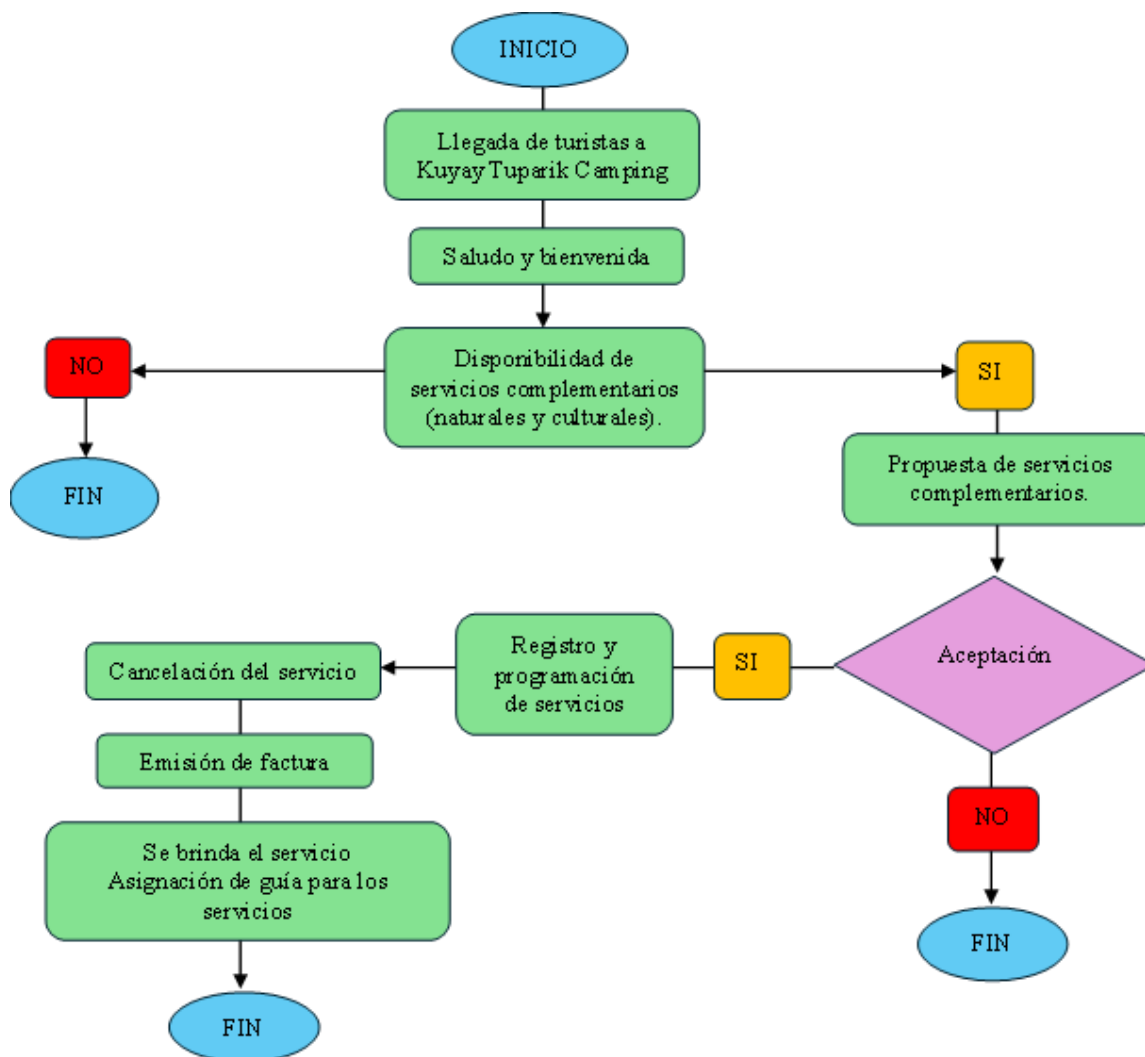 INICIO
Llegada de turistas a
Kuyay Tuparik Camping
Saludo y bienvenida
Disponibilidad de
servicios complementarios
(naturales y culturales).
NO
FIN
SI
Propuesta de servicios
complementarios.
Aceptación
SI
Registro y
programación
de servicios
Cancelación del servicio
Emisión de factura
Se brinda el servicio
Asignación de guía para los
servicios
FIN
NO
FIN